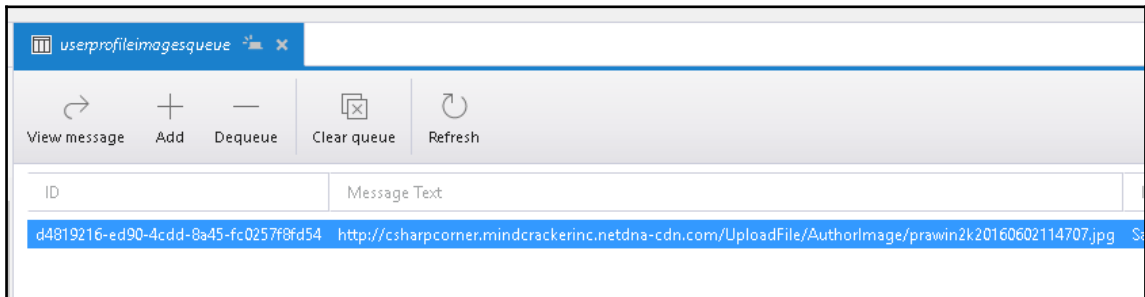 userprofileimagesqueue
View message Add Dequeue Clear queue Refresh
ID Message Text
d4819216-ed90-4cdd-8a45-fc0257f8fd54 http://csharpcorner.mindcrackerinc.netdna-cdn.com/UploadFile/AuthorImage/prawin2k20160602114707.jpg Sa